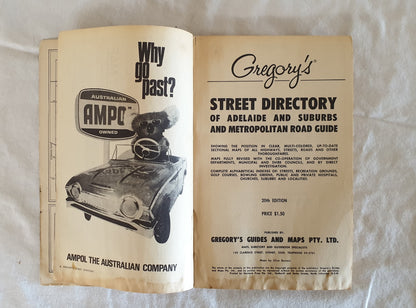 Why
go
past?
AUSTRALIAN
AMPOL
OWNED
AMPOL THE AUSTRALIAN COMPANY
Gregory's
STREET DIRECTORY
OF ADELAIDE AND SUBURBS
AND METROPOLITAN ROAD GUIDE
SHOWING THE POSITION IN CLEAR, MULTI-COLORED, UP-TO-DATE
SECTIONAL MAPS OF ALL HIGHWAYS, STREETS, ROADS AND OTHER
THOROUGHFARES.
MAPS FULLY REVISED WITH THE CO-OPERATION OF GOVERNMENT
DEPARTMENTS, MUNICIPAL AND SHIRE COUNCILS, AND BY DIRECT
INVESTIGATION.
COMPLETE ALPHABETICAL INDEXES OF STREETS, RECREATION GROUNDS,
GOLF COURSES, BOWLING GREENS, PUBLIC AND PRIVATE HOSPITALS,
CHURCHES, SUBURBS AND LOCALITIES.
20th EDITION
PRICE $1.50
PUBLISHED BY
GREGORY'S GUIDES AND MAPS PTY. LTD.